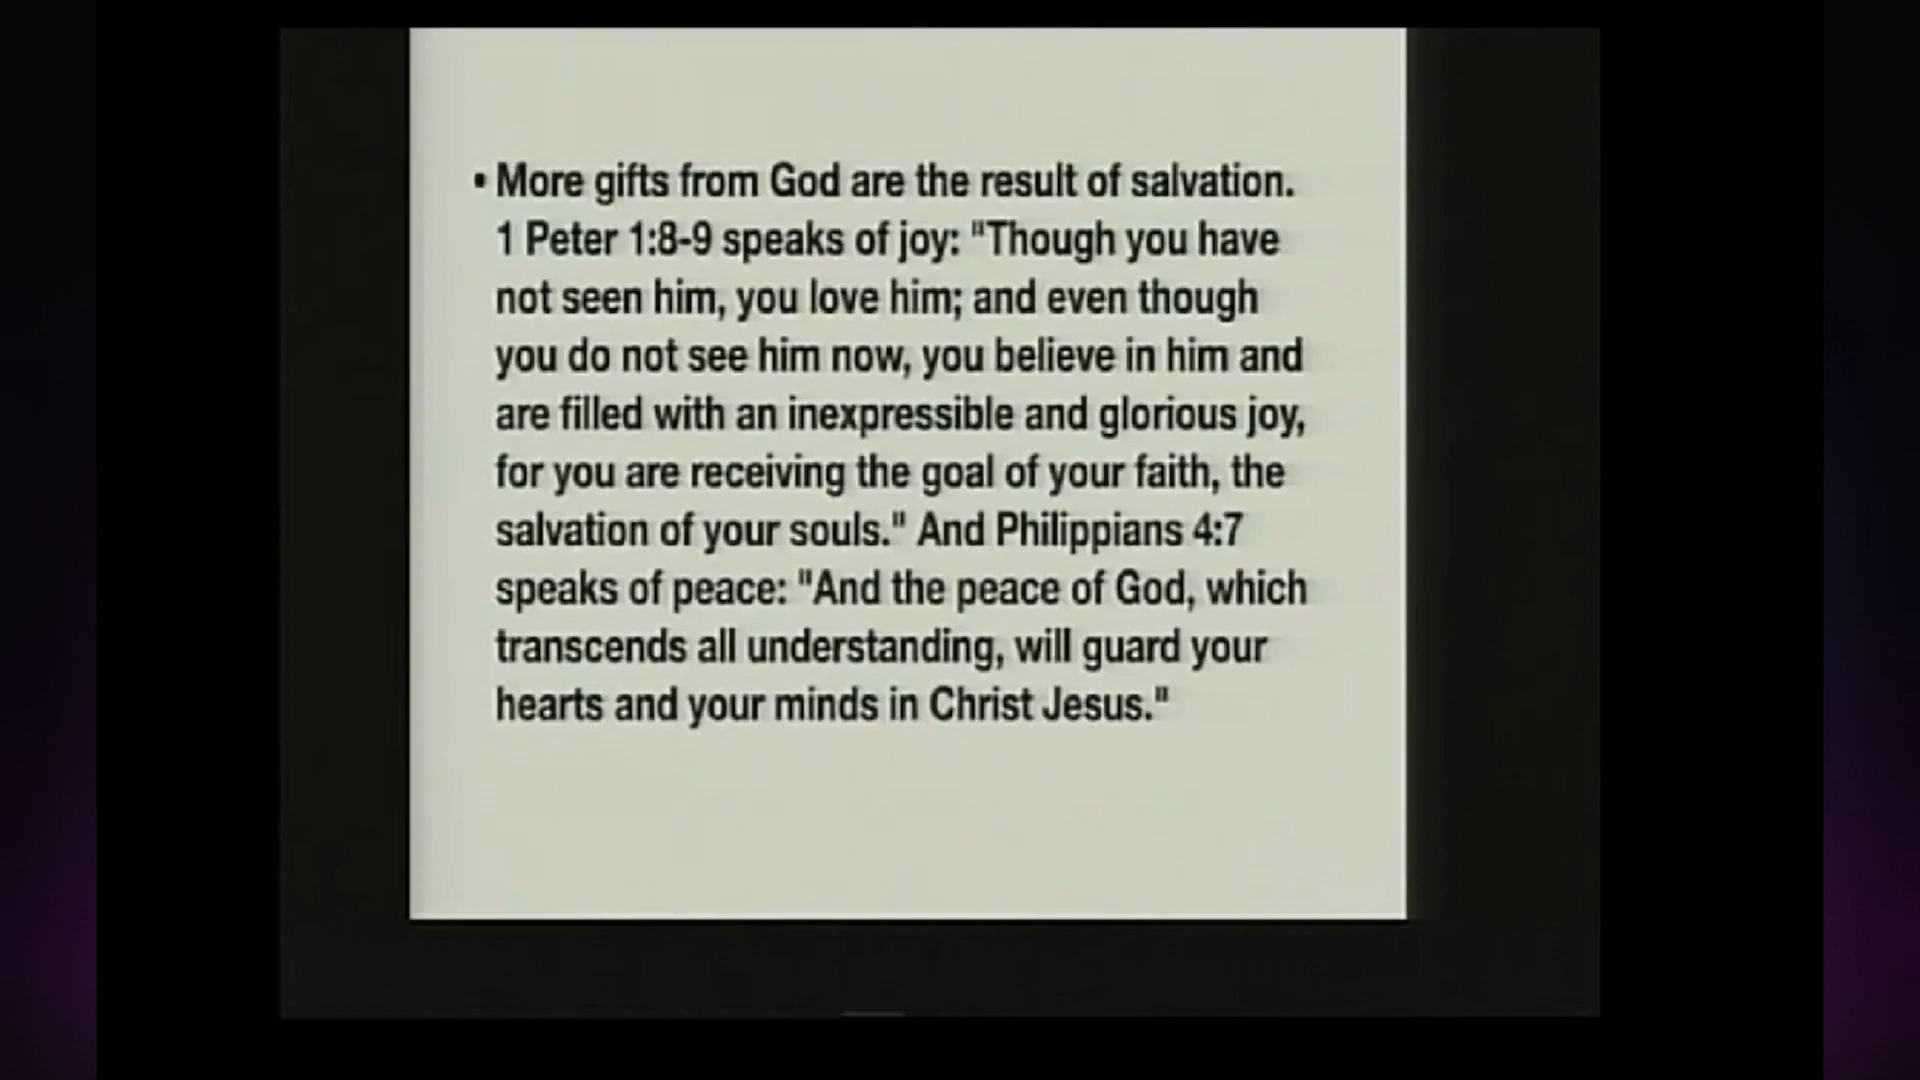 • More gifts from God are the result of salvation.
1 Peter 1:8-9 speaks of joy: "Though you have
not seen him, you love him; and even though
you do not see him now, you believe in him and
are filled with an inexpressible and glorious joy,
for you are receiving the goal of your faith, the
salvation of your souls." And Philippians 4:7
speaks of peace: "And the peace of God, which
transcends all understanding, will guard your
hearts and your minds in Christ Jesus."